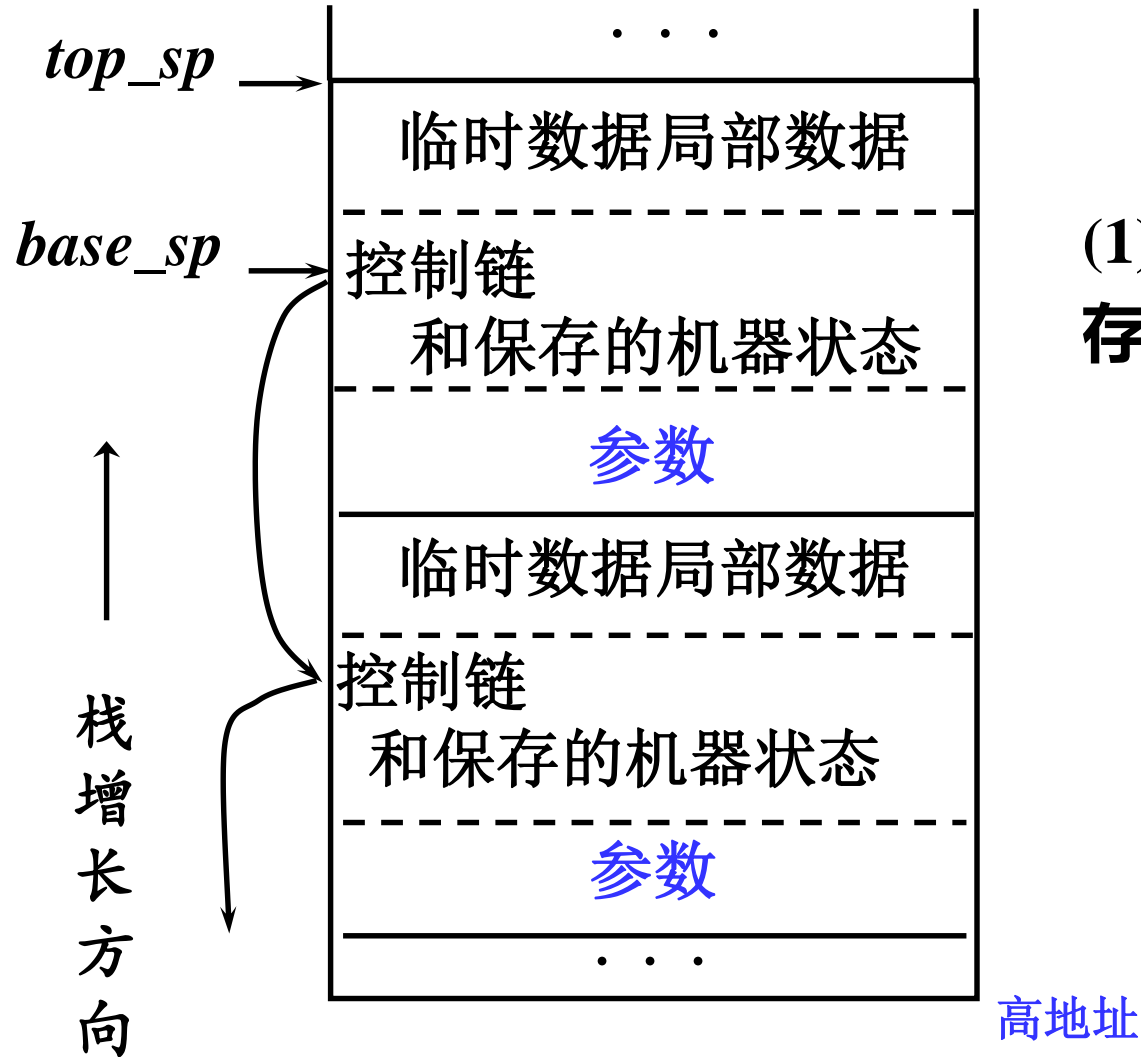 . . .
top_sp
临时数据局部数据
base_sp
控制链
和保存的机器状态
(1)
存
参数
临时数据局部数据
控制链
和保存的机器状态
参数
. . .
栈增长方向
高地址